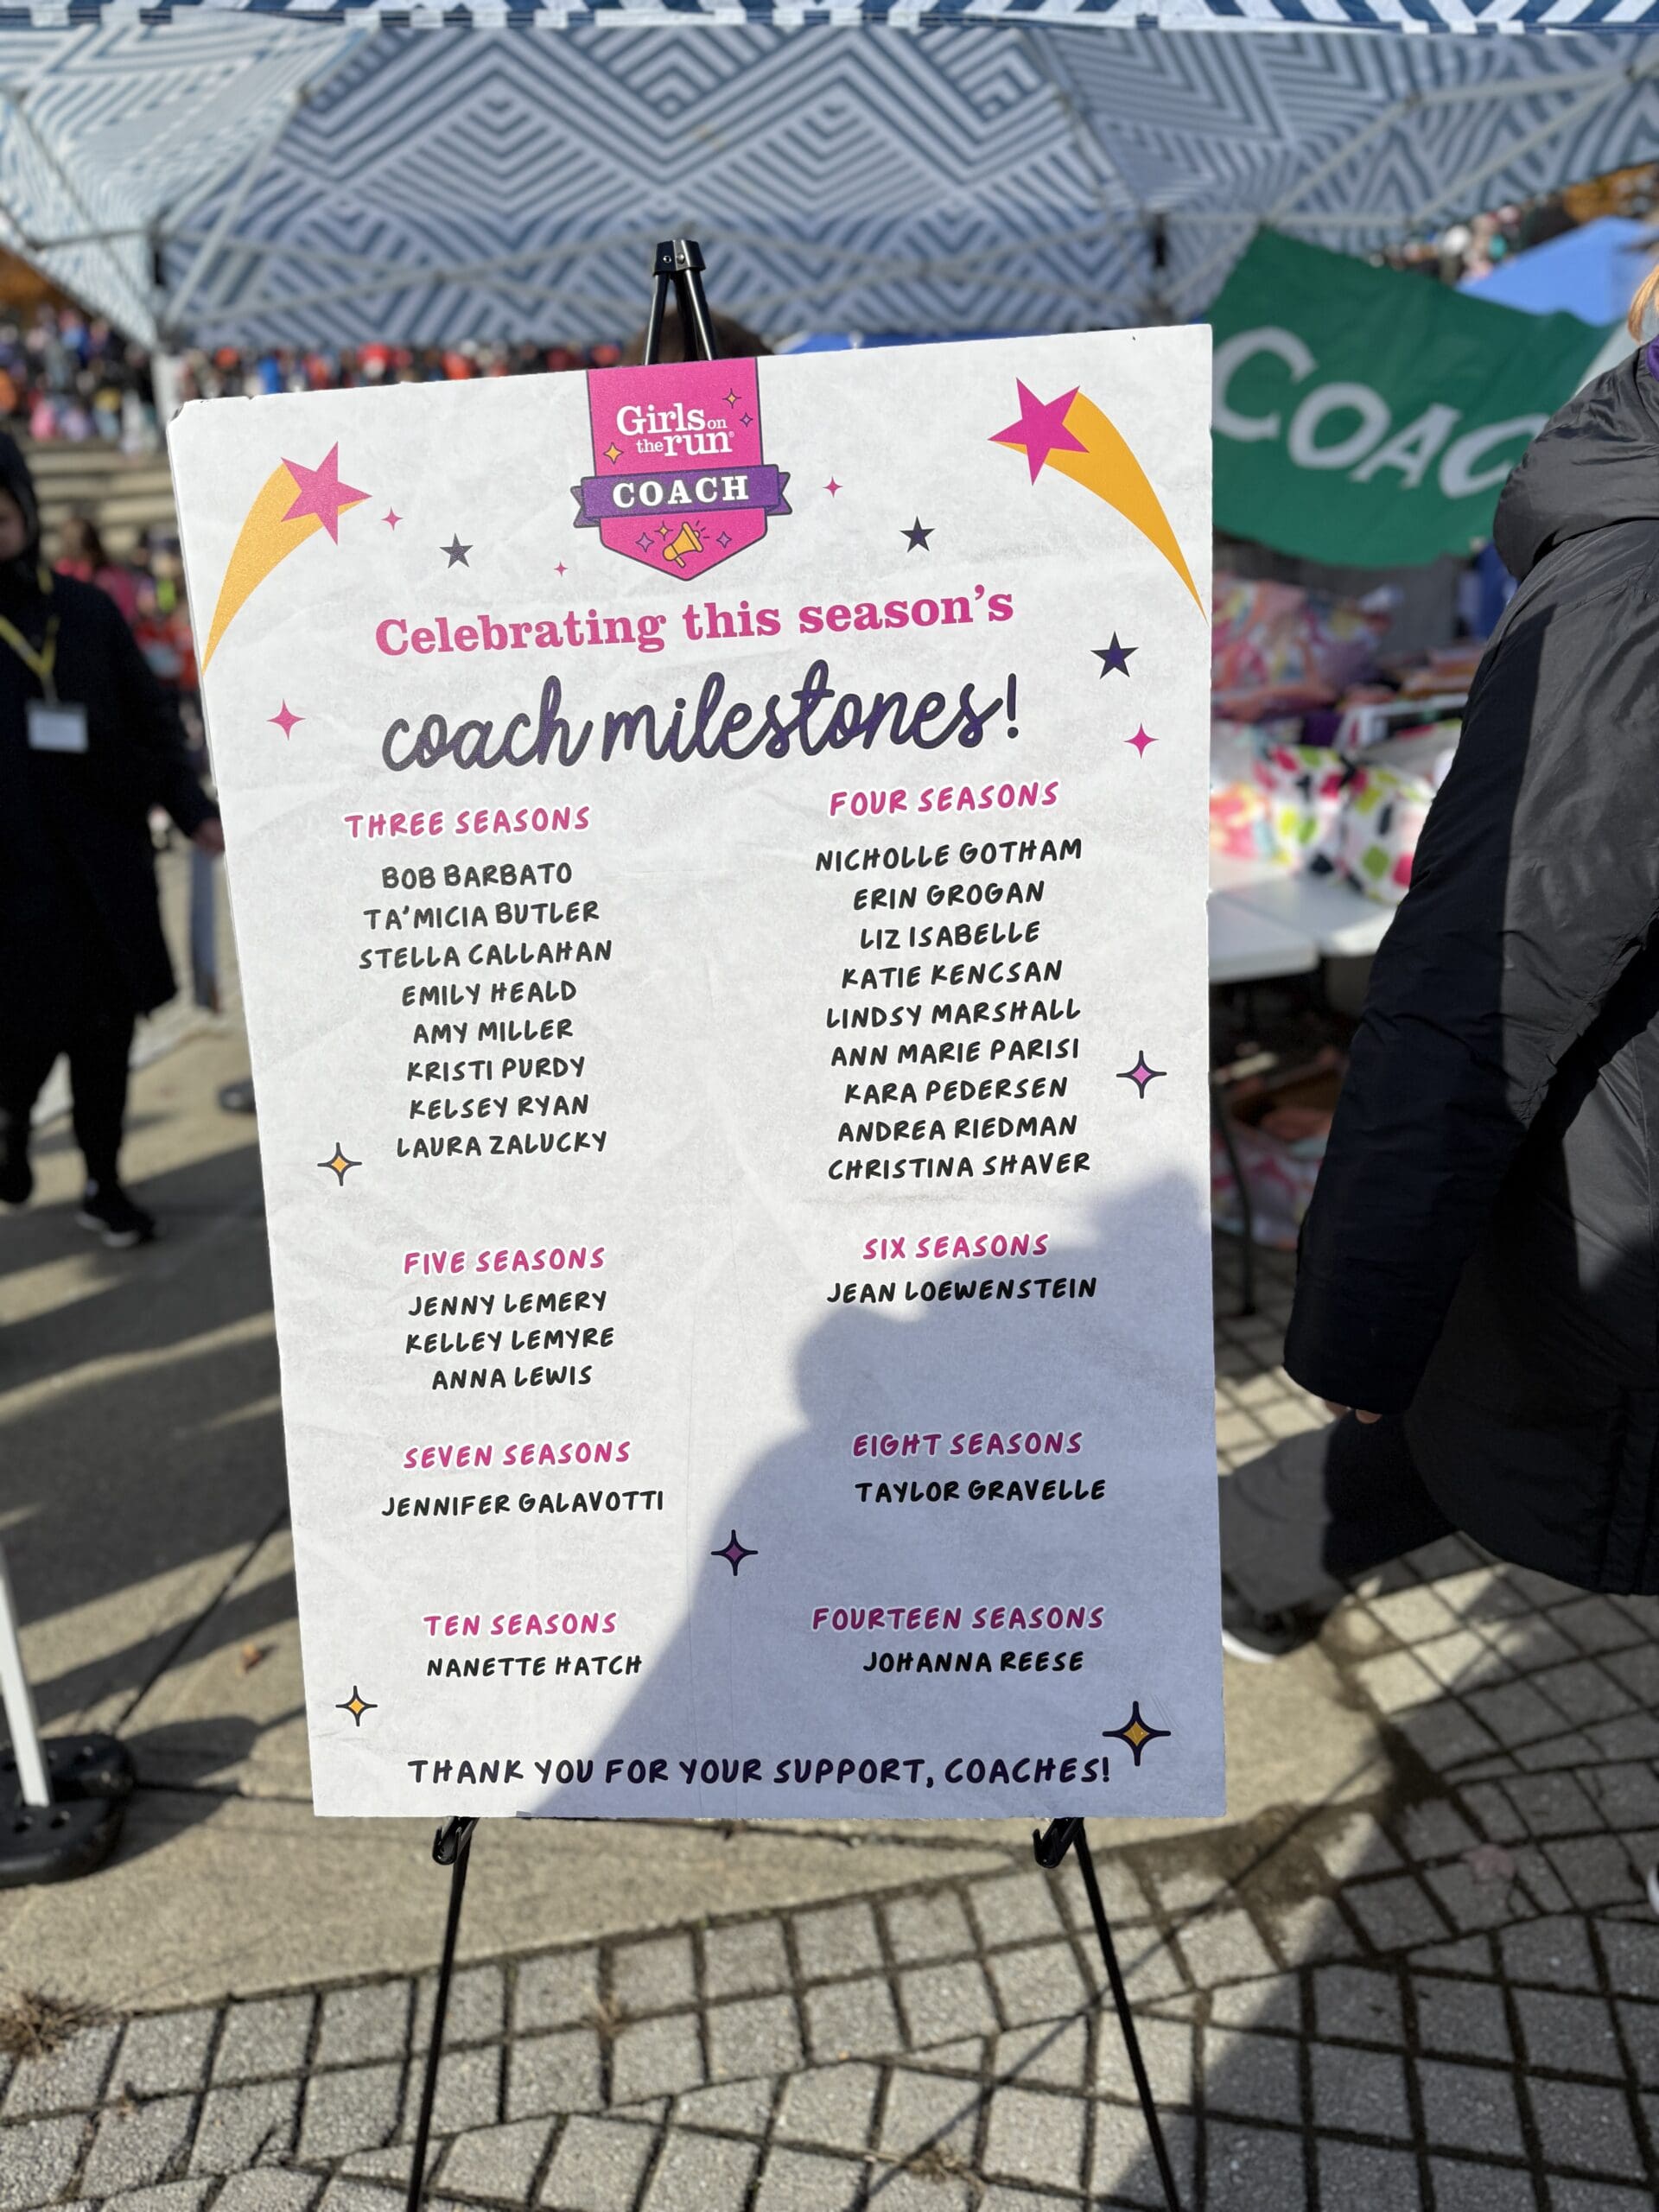 Girls on
the run
COACH
Celebrating this season's
coach milestones!
THREE SEASONS
BOB BARBATO
TA'MICIA BUTLER
STELLA CALLAHAN
EMILY HEALD
AMY MILLER
KRISTI PURDY
KELSEY RYAN
LAURA ZALUCKY
FOUR SEASONS
NICHOLLE GOTHAM
ERIN GROGAN
LIZ ISABELLE
KATIE KENCSAN
LINDSY MARSHALL
ANN MARIE PARISI
KARA PEDERSEN
ANDREA RIEDMAN
CHRISTINA SHAVER
FIVE SEASONS
JENNY LEMERY
KELLEY LEMYRE
ANNA LEWIS
SIX SEASONS
JEAN LOEWENSTEIN
SEVEN SEASONS
JENNIFER GALAVOTTI
EIGHT SEASONS
TAYLOR GRAVELLE
TEN SEASONS
NANETTE HATCH
FOURTEEN SEASONS
JOHANNA REESE
THANK YOU FOR YOUR SUPPORT, COACHES!
COAC